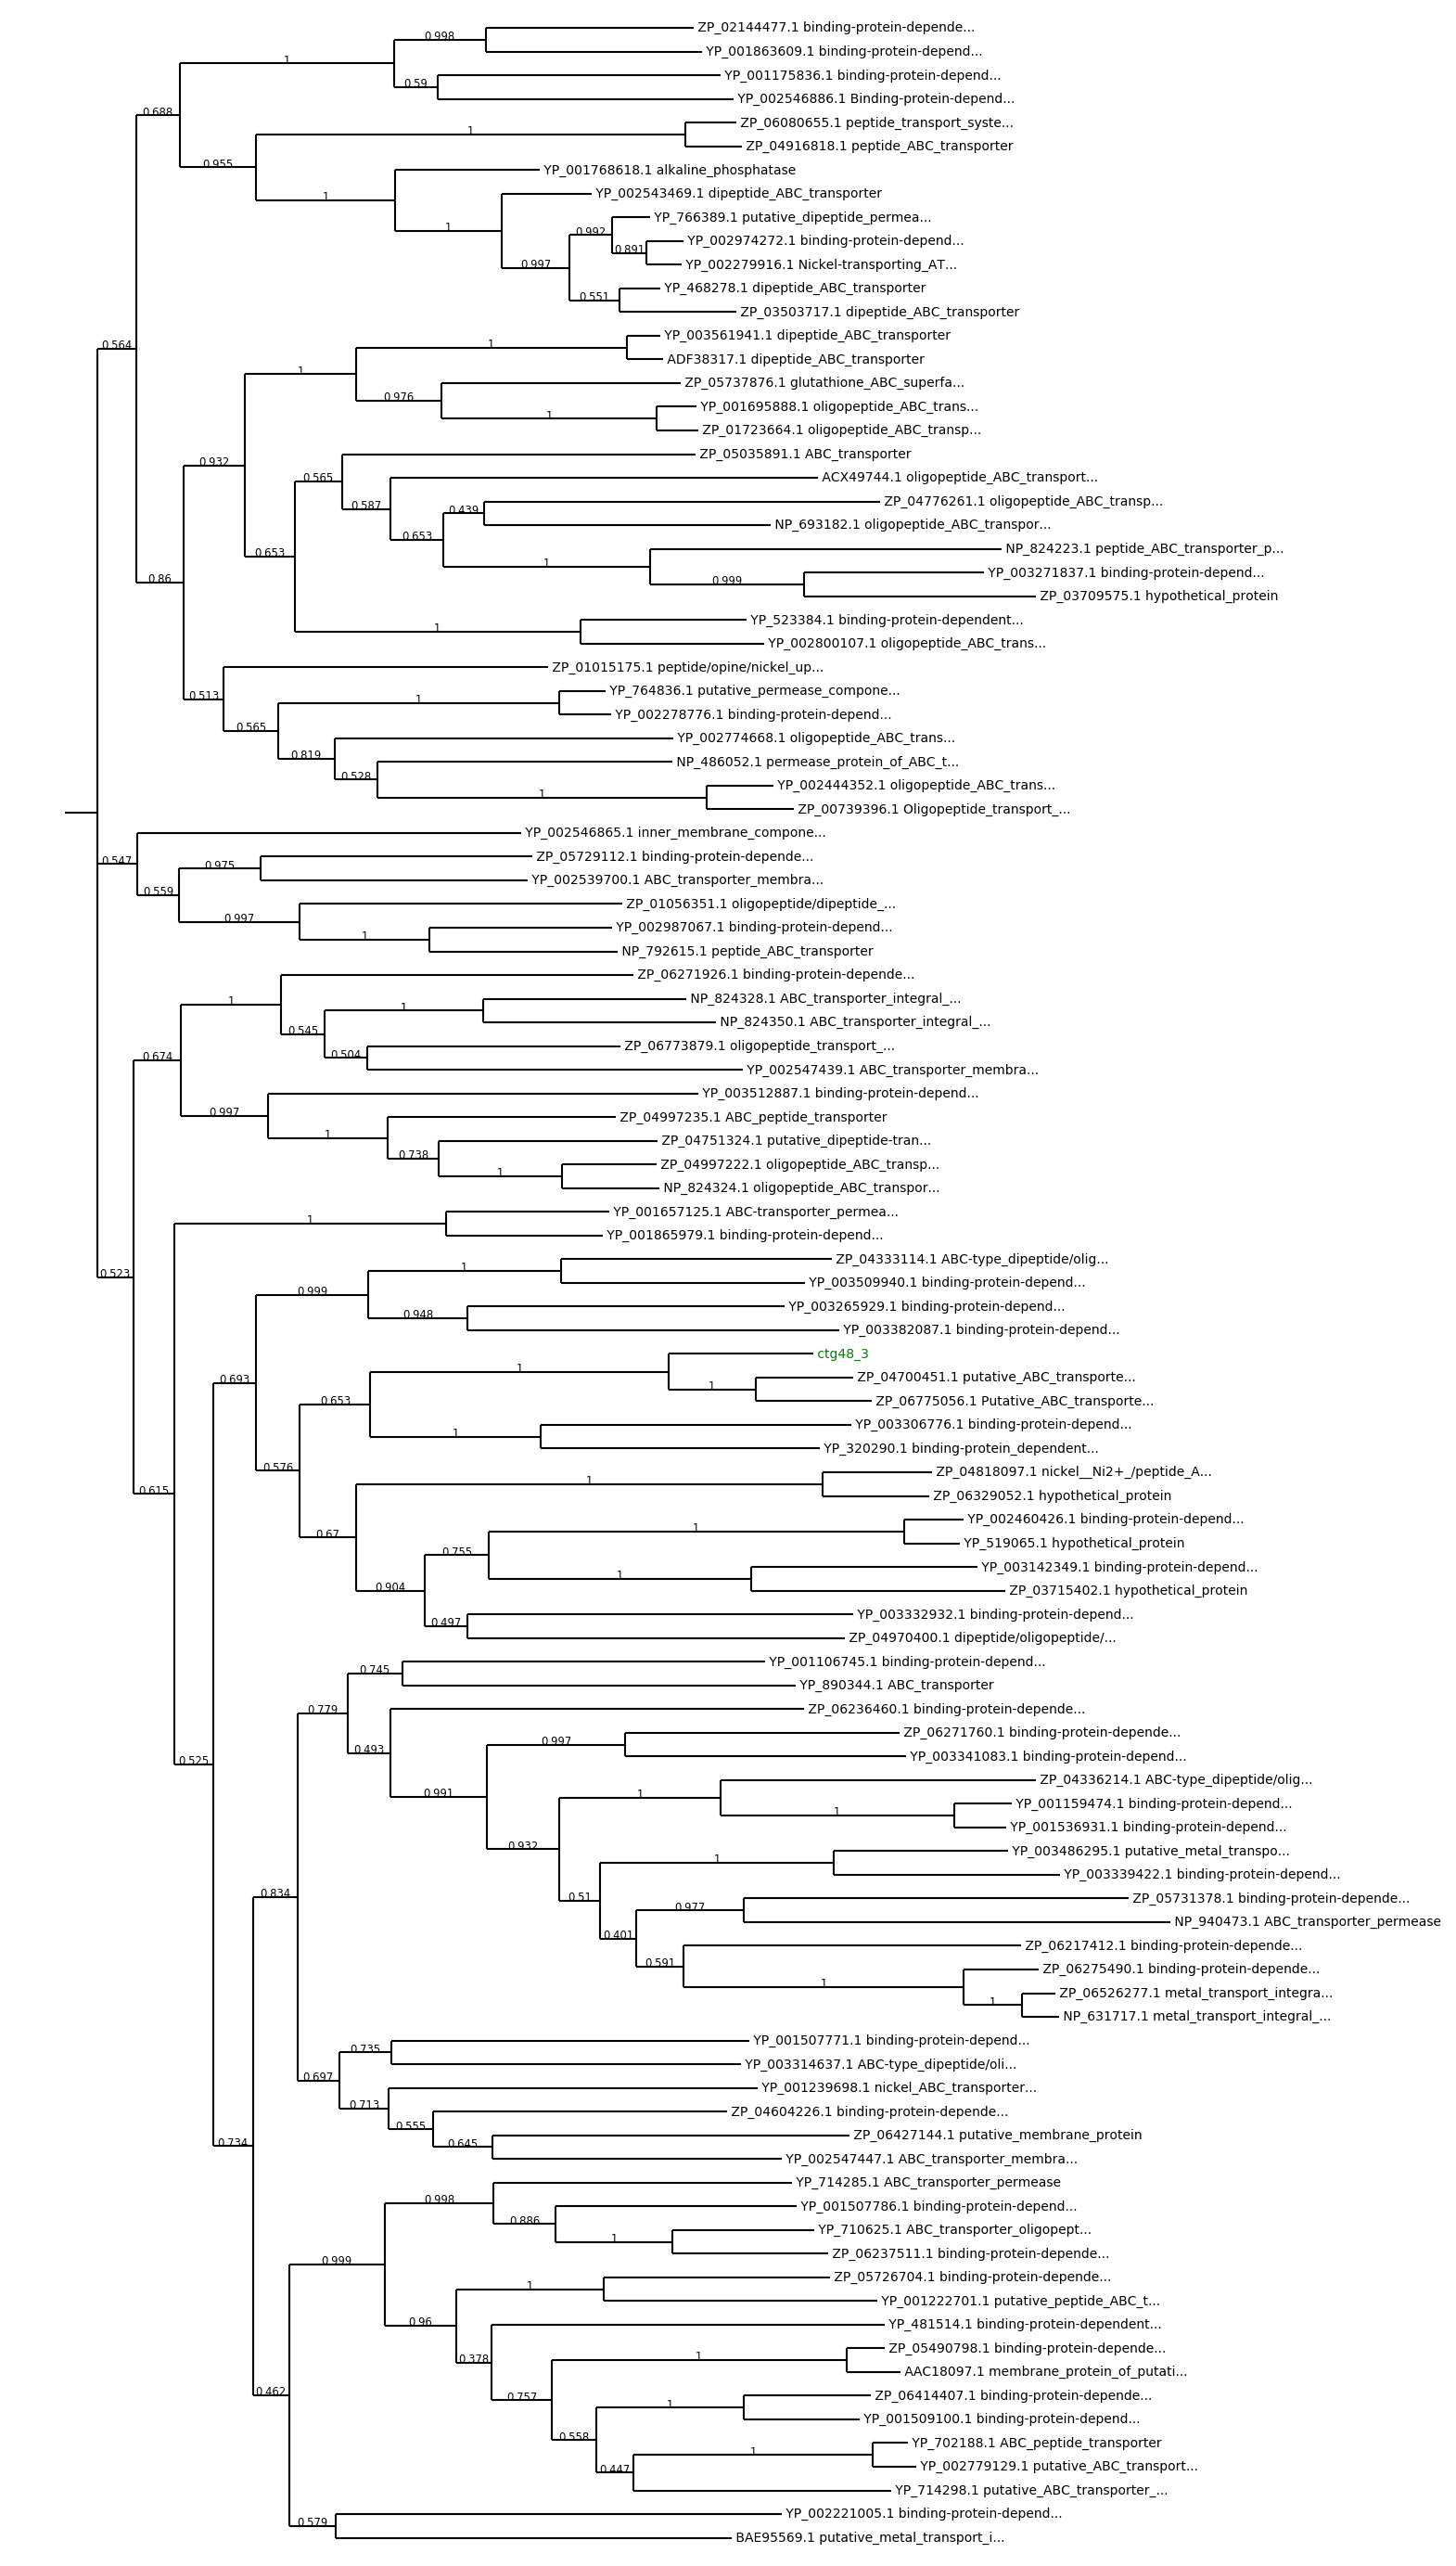 ZP_02144477.1 binding-protein-depende...
0.998
YP_001863609.1 binding-protein-depend...
1
YP_001175836.1 binding-protein-depend...
0.59
YP_002546886.1 Binding-protein-depend...
0.688
ZP_06080655.1 peptide_transport_syste...
1
ZP_04916818.1 peptide_ABC_transporter
0.955
YP_001768618.1 alkaline_phosphatase
1
YP_002543469.1 dipeptide_ABC_transporter
YP_766389.1 putative_dipeptide_permea...
1
0.992
YP_002974272.1 binding-protein-depend...
0.891
YP_002279916.1 Nickel-transporting_AT...
0.997
YP_468278.1 dipeptide_ABC_transporter
0.551
ZP_03503717.1 dipeptide_ABC_transporter
YP_003561941.1 dipeptide_ABC_transporter
0.564
1
ADF38317.1 dipeptide_ABC_transporter
1
ZP_05737876.1 glutathione_ABC_superfa...
0.976
YP_001695888.1 oligopeptide_ABC_trans...
1
ZP_01723664.1 oligopeptide_ABC_transp...
ZP_05035891.1 ABC_transporter
0.932
ACX49744.1 oligopeptide_ABC_transport...
0.565
ZP_04776261.1 oligopeptide_ABC_transp...
0.587
0.439
NP_693182.1 oligopeptide_ABC_transpor...
0.653
NP_824223.1 peptide_ABC_transporter_p...
0.653
1
YP_003271837.1 binding-protein-depend...
0.86
0.999
ZP_03709575.1 hypothetical_protein
YP_523384.1 binding-protein-dependent...
1
YP_002800107.1 oligopeptide_ABC_trans...
ZP_01015175.1 peptide/opine/nickel_up...
YP_764836.1 putative_permease_compone...
0.513
1
YP_002278776.1 binding-protein-depend...
0.565
YP_002774668.1 oligopeptide_ABC_trans...
0.819
NP_486052.1 permease_protein_of_ABC_t...
0.528
YP_002444352.1 oligopeptide_ABC_trans...
1
ZP_00739396.1 Oligopeptide_transport_...
YP_002546865.1 inner_membrane_compone...
0.547
ZP_05729112.1 binding-protein-depende...
0.975
YP_002539700.1 ABC_transporter_membra...
0.559
ZP_01056351.1 oligopeptide/dipeptide_...
0.997
YP_002987067.1 binding-protein-depend...
1
NP_792615.1 peptide_ABC_transporter
ZP_06271926.1 binding-protein-depende...
1
NP_824328.1 ABC_transporter_integral_...
1
NP_824350.1 ABC_transporter_integral_...
0.545
ZP_06773879.1 oligopeptide_transport_...
0.674
0.504
YP_002547439.1 ABC_transporter_membra...
YP_003512887.1 binding-protein-depend...
0.997
ZP_04997235.1 ABC_peptide_transporter
1
ZP_04751324.1 putative_dipeptide-tran...
0.738
ZP_04997222.1 oligopeptide_ABC_transp...
1
NP_824324.1 oligopeptide_ABC_transpor...
YP_001657125.1 ABC-transporter_permea...
1
YP_001865979.1 binding-protein-depend...
ZP_04333114.1 ABC-type_dipeptide/olig...
0.523
1
YP_003509940.1 binding-protein-depend...
0.999
YP_003265929.1 binding-protein-depend...
0.948
YP_003382087.1 binding-protein-depend...
ctg48_3
1
ZP_04700451.1 putative_ABC_transporte...
0.693
1
ZP_06775056.1 Putative_ABC_transporte...
0.653
YP_003306776.1 binding-protein-depend...
1
YP_320290.1 binding-protein_dependent...
0.576
ZP_04818097.1 nickel__Ni2+_/peptide_A...
1
0.615
ZP_06329052.1 hypothetical_protein
YP_002460426.1 binding-protein-depend...
1
0.67
YP_519065.1 hypothetical_protein
0.755
YP_003142349.1 binding-protein-depend...
1
0.904
ZP_03715402.1 hypothetical_protein
YP_003332932.1 binding-protein-depend...
0.497
ZP_04970400.1 dipeptide/oligopeptide/...
YP_001106745.1 binding-protein-depend...
0.745
YP_890344.1 ABC_transporter
0.779
ZP_06236460.1 binding-protein-depende...
ZP_06271760.1 binding-protein-depende...
0.493
0.997
0.525
YP_003341083.1 binding-protein-depend...
ZP_04336214.1 ABC-type_dipeptide/olig...
0.991
1
YP_001159474.1 binding-protein-depend...
1
YP_001536931.1 binding-protein-depend...
0.932
YP_003486295.1 putative_metal_transpo...
1
YP_003339422.1 binding-protein-depend...
0.834
0.51
ZP_05731378.1 binding-protein-depende...
0.977
NP_940473.1 ABC_transporter_permease
0.401
ZP_06217412.1 binding-protein-depende...
0.591
ZP_06275490.1 binding-protein-depende...
1
ZP_06526277.1 metal_transport_integra...
1
NP_631717.1 metal_transport_integral_...
YP_001507771.1 binding-protein-depend...
0.735
YP_003314637.1 ABC-type_dipeptide/oli...
0.697
YP_001239698.1 nickel_ABC_transporter...
0.713
ZP_04604226.1 binding-protein-depende...
0.555
ZP_06427144.1 putative_membrane_protein
0.734
0.645
YP_002547447.1 ABC_transporter_membra...
YP_714285.1 ABC_transporter_permease
0.998
YP_001507786.1 binding-protein-depend...
0.886
YP_710625.1 ABC_transporter_oligopept...
1
ZP_06237511.1 binding-protein-depende...
0.999
ZP_05726704.1 binding-protein-depende...
1
YP_001222701.1 putative_peptide_ABC_t...
0.96
YP_481514.1 binding-protein-dependent...
ZP_05490798.1 binding-protein-depende...
0.378
1
AAC18097.1 membrane_protein_of_putati...
0.462
ZP_06414407.1 binding-protein-depende...
0.757
1
YP_001509100.1 binding-protein-depend...
0.558
YP_702188.1 ABC_peptide_transporter
1
YP_002779129.1 putative_ABC_transport...
0.447
YP_714298.1 putative_ABC_transporter_...
YP_002221005.1 binding-protein-depend...
0.579
BAE95569.1 putative_metal_transport_i...